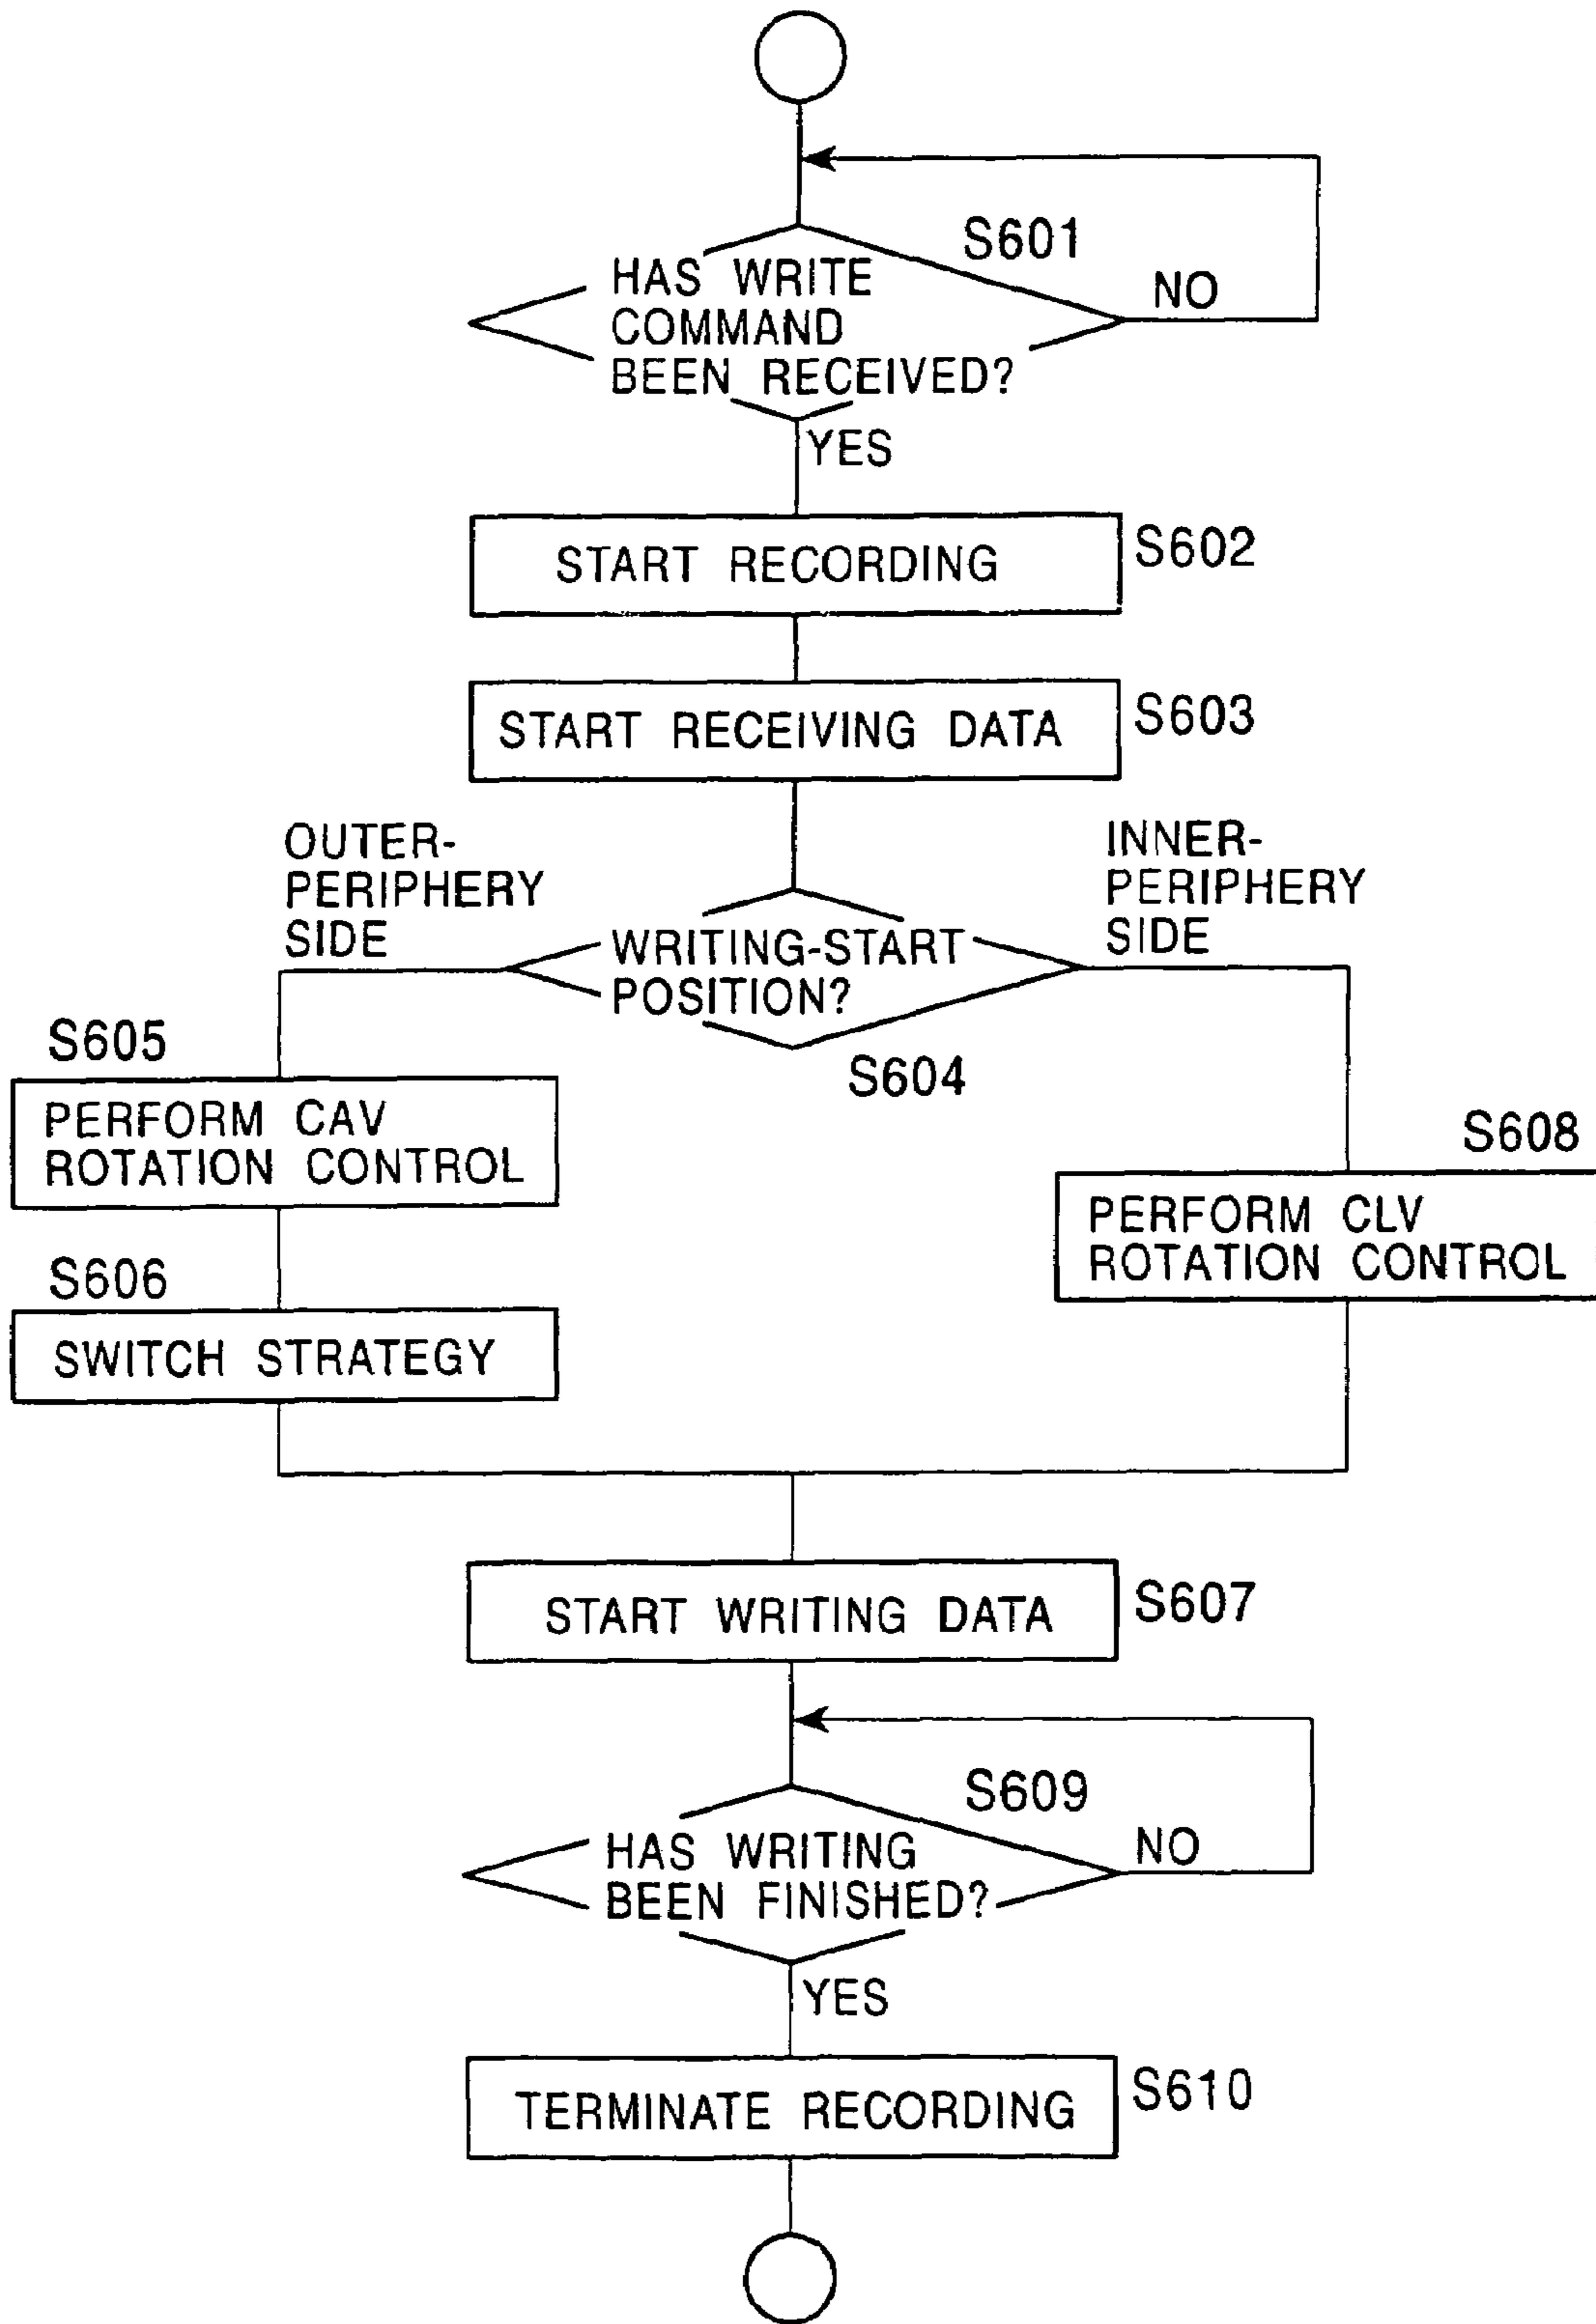 S601
HAS WRITE
COMMAND
BEEN RECEIVED?
NO
YES
START RECORDING
S602
START RECEIVING DATA
S603
OUTER-
PERIPHERY
SIDE
INNER-
PERIPHERY
SIDE
WRITING-START
POSITION?
S604
S605
PERFORM CAV
ROTATION CONTROL
S606
SWITCH STRATEGY
S608
PERFORM CLV
ROTATION CONTROL
START WRITING DATA
S607
S609
HAS WRITING
BEEN FINISHED?
NO
YES
TERMINATE RECORDING
S610